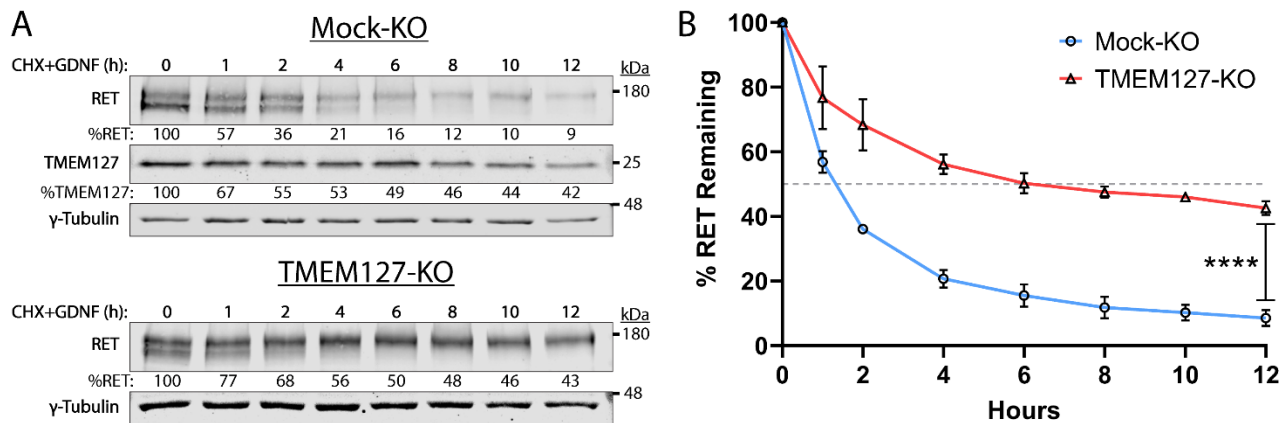 A
Mock-KO
CHX+GDNF (h): 0 1 2 4 6 8 10 12 kDa
RET 180
%RET: 100 57 36 21 16 12 10 9
TMEM127 25
%TMEM127: 100 67 55 53 49 46 44 42
48
γ-Tubulin
TMEM127-KO
CHX+GDNF (h): 0 1 2 4 6 8 10 12 kDa
RET 180
%RET: 100 77 68 56 50 48 46 43
48
γ-Tubulin
B
Mock-KO
TMEM127-KO
% RET Remaining
100
80
60
40
20
0
****
0 2 4 6 8 10 12
Hours